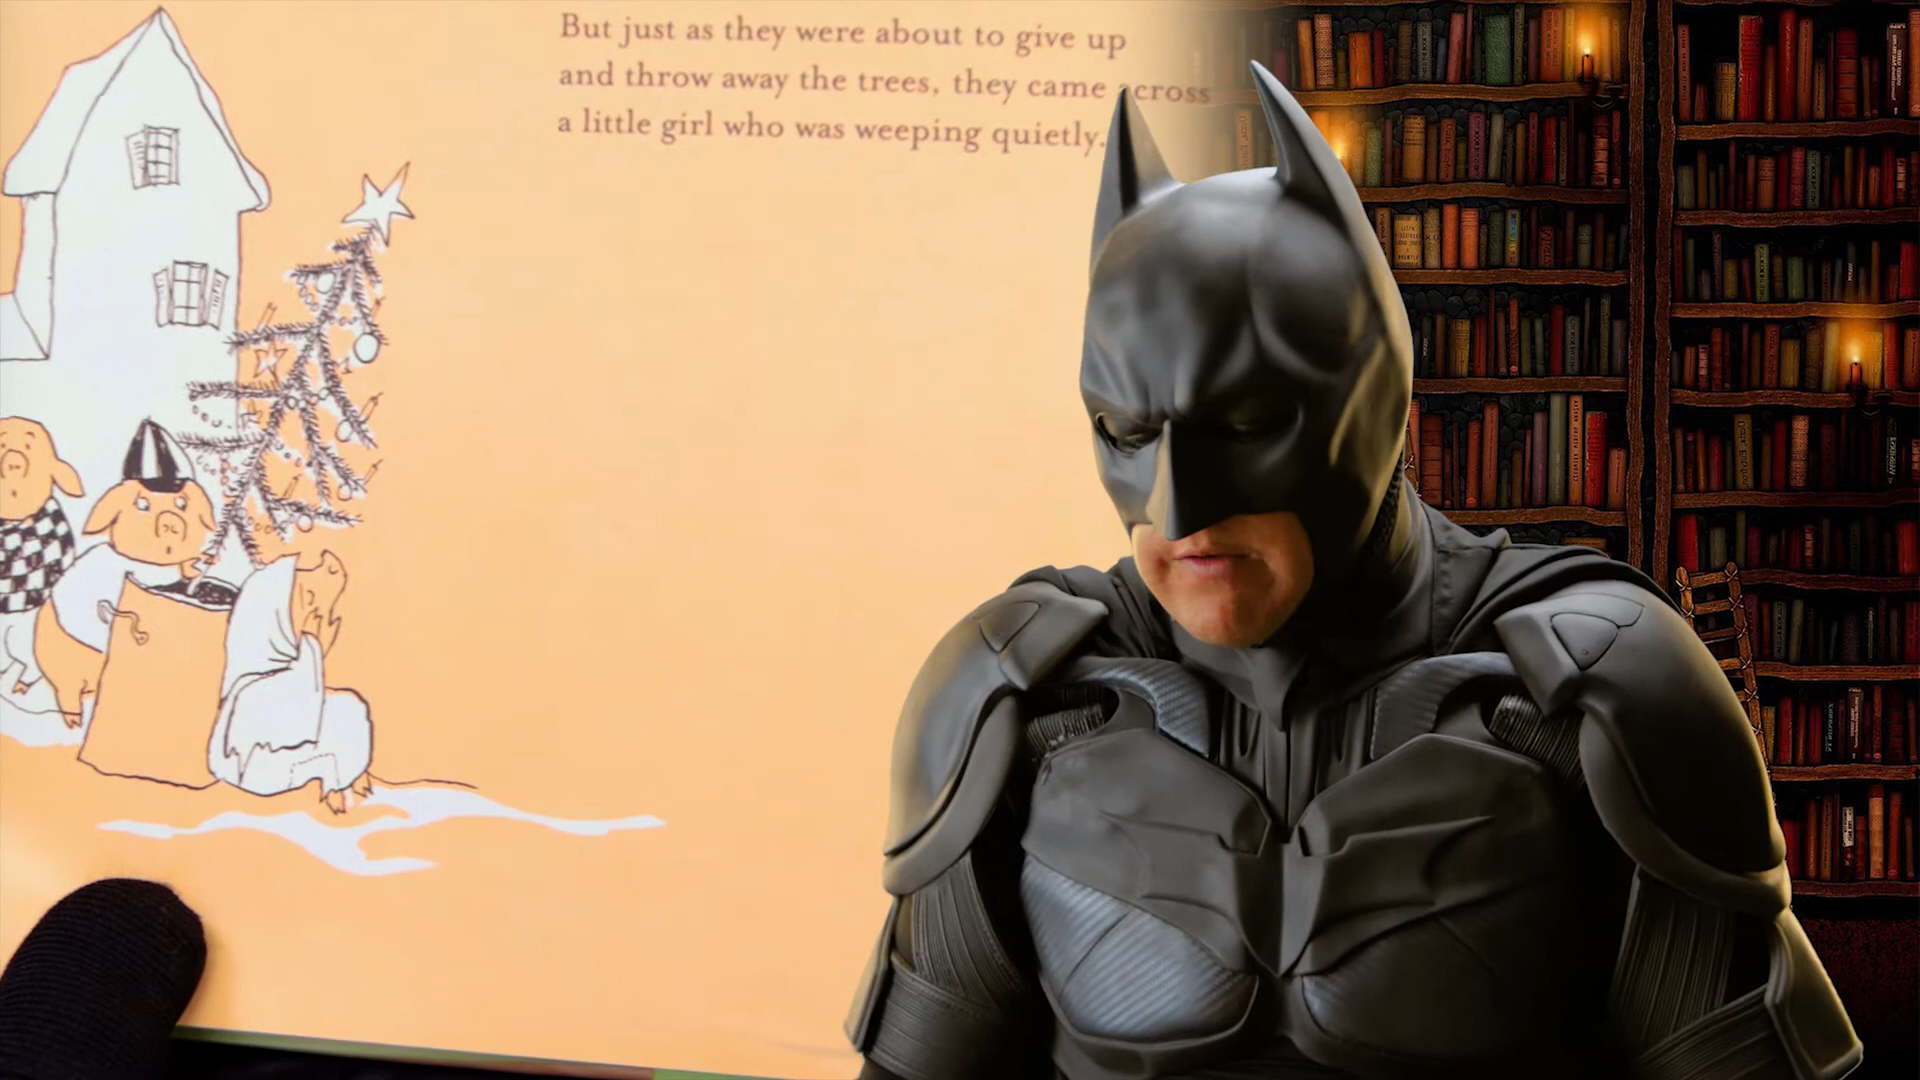 But just as they were about to give up
and throw away the trees, they came across
a little girl who was weeping quietly.